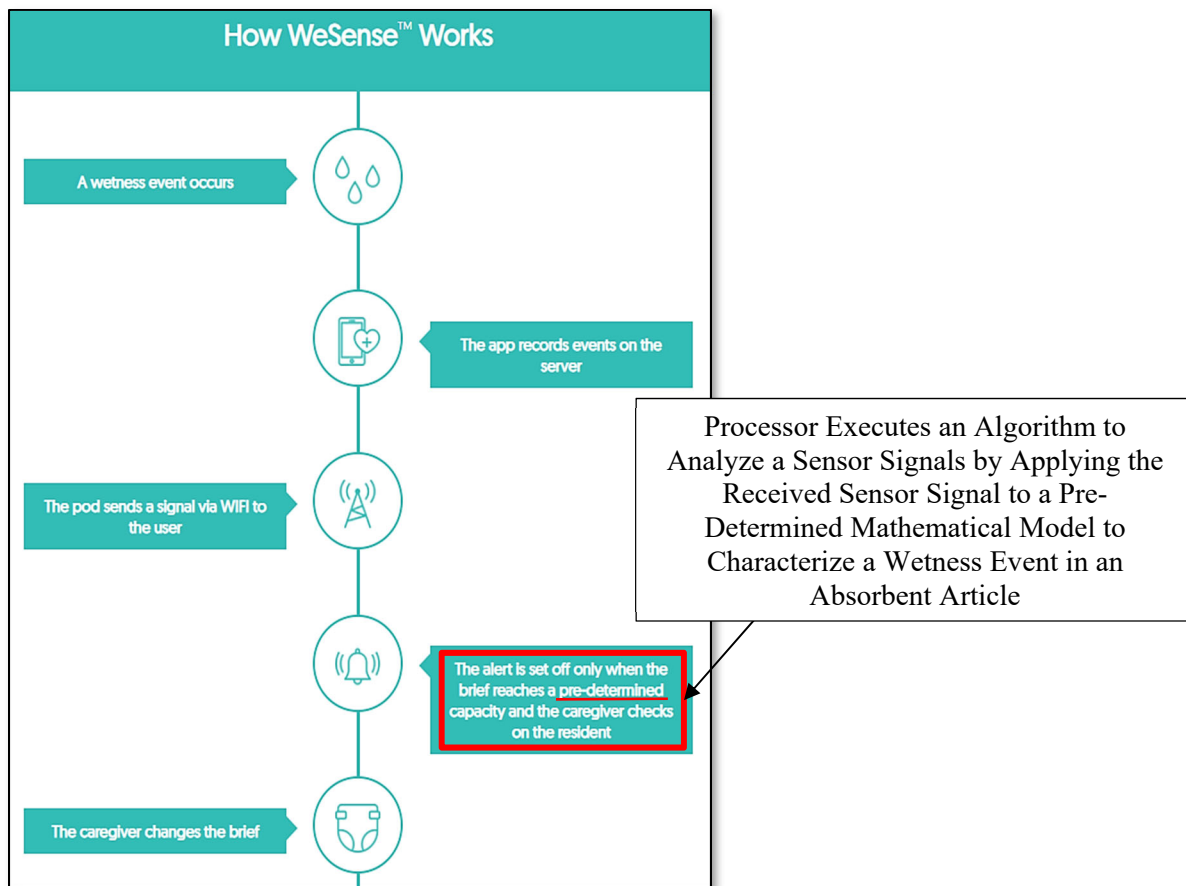 How WeSense™ Works
A wetness event occurs
The app records events on the
server
Processor Executes an Algorithm to
Analyze a Sensor Signals by Applying the
Received Sensor Signal to a Pre-
Determined Mathematical Model to
Characterize a Wetness Event in an
Absorbent Article
The pod sends a signal via WIFI to
the user
The alert is set off only when the
brief reaches a pre-determined
capacity and the caregiver checks
on the resident
The caregiver changes the brief